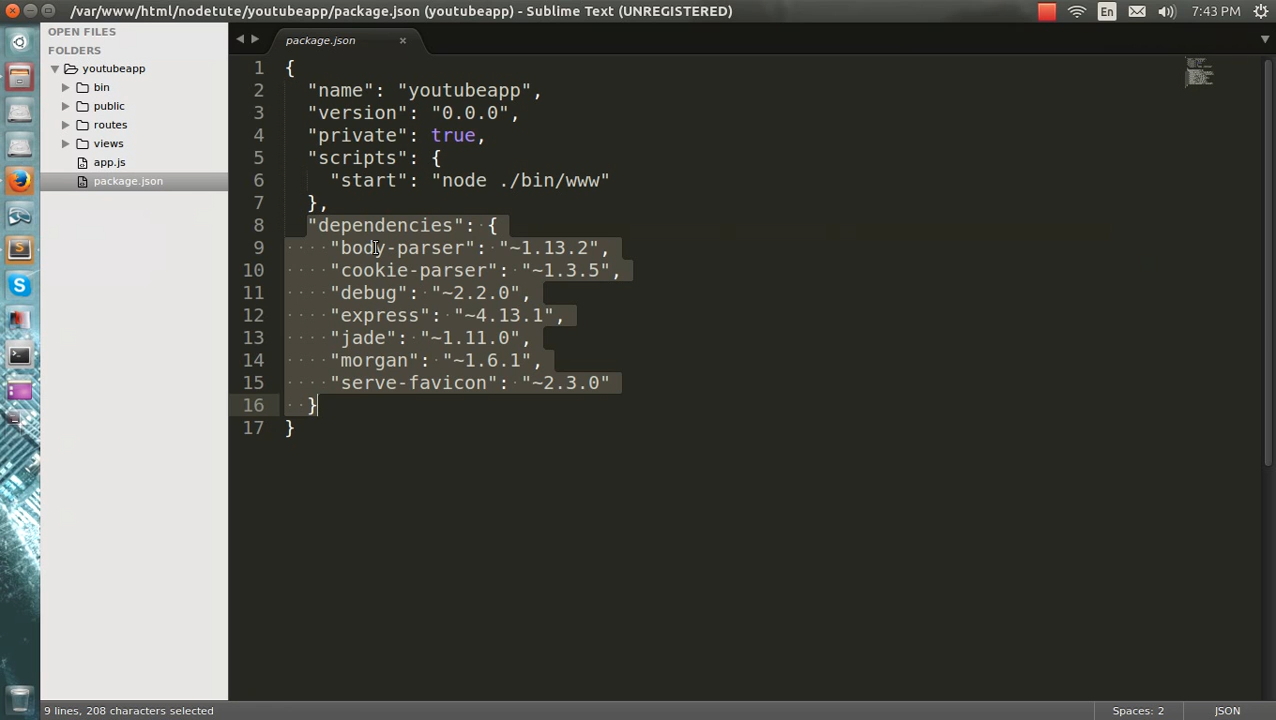 /var/www/html/nodetute/youtubeapp/package.json (youtubeapp) - Sublime Text (UNREGISTERED)
En
7:43 PM
OPEN FILES
FOLDERS
youtubeapp
bin
public
routes
views
app.js
package.json
package.json
1 {
2 "name": "youtubeapp",
3 "version": "0.0.0",
4 "private": true,
5 "scripts": {
6 "start": "node ./bin/www"
7 },
8 "dependencies": {
9 "body-parser": "~1.13.2",
10 "cookie-parser": "~1.3.5",
11 "debug": "~2.2.0",
12 "express": "~4.13.1",
13 "jade": "~1.11.0",
14 "morgan": "~1.6.1",
15 "serve-favicon": "~2.3.0"
16 }
17 }
9 lines, 208 characters selected
Spaces: 2
JSON